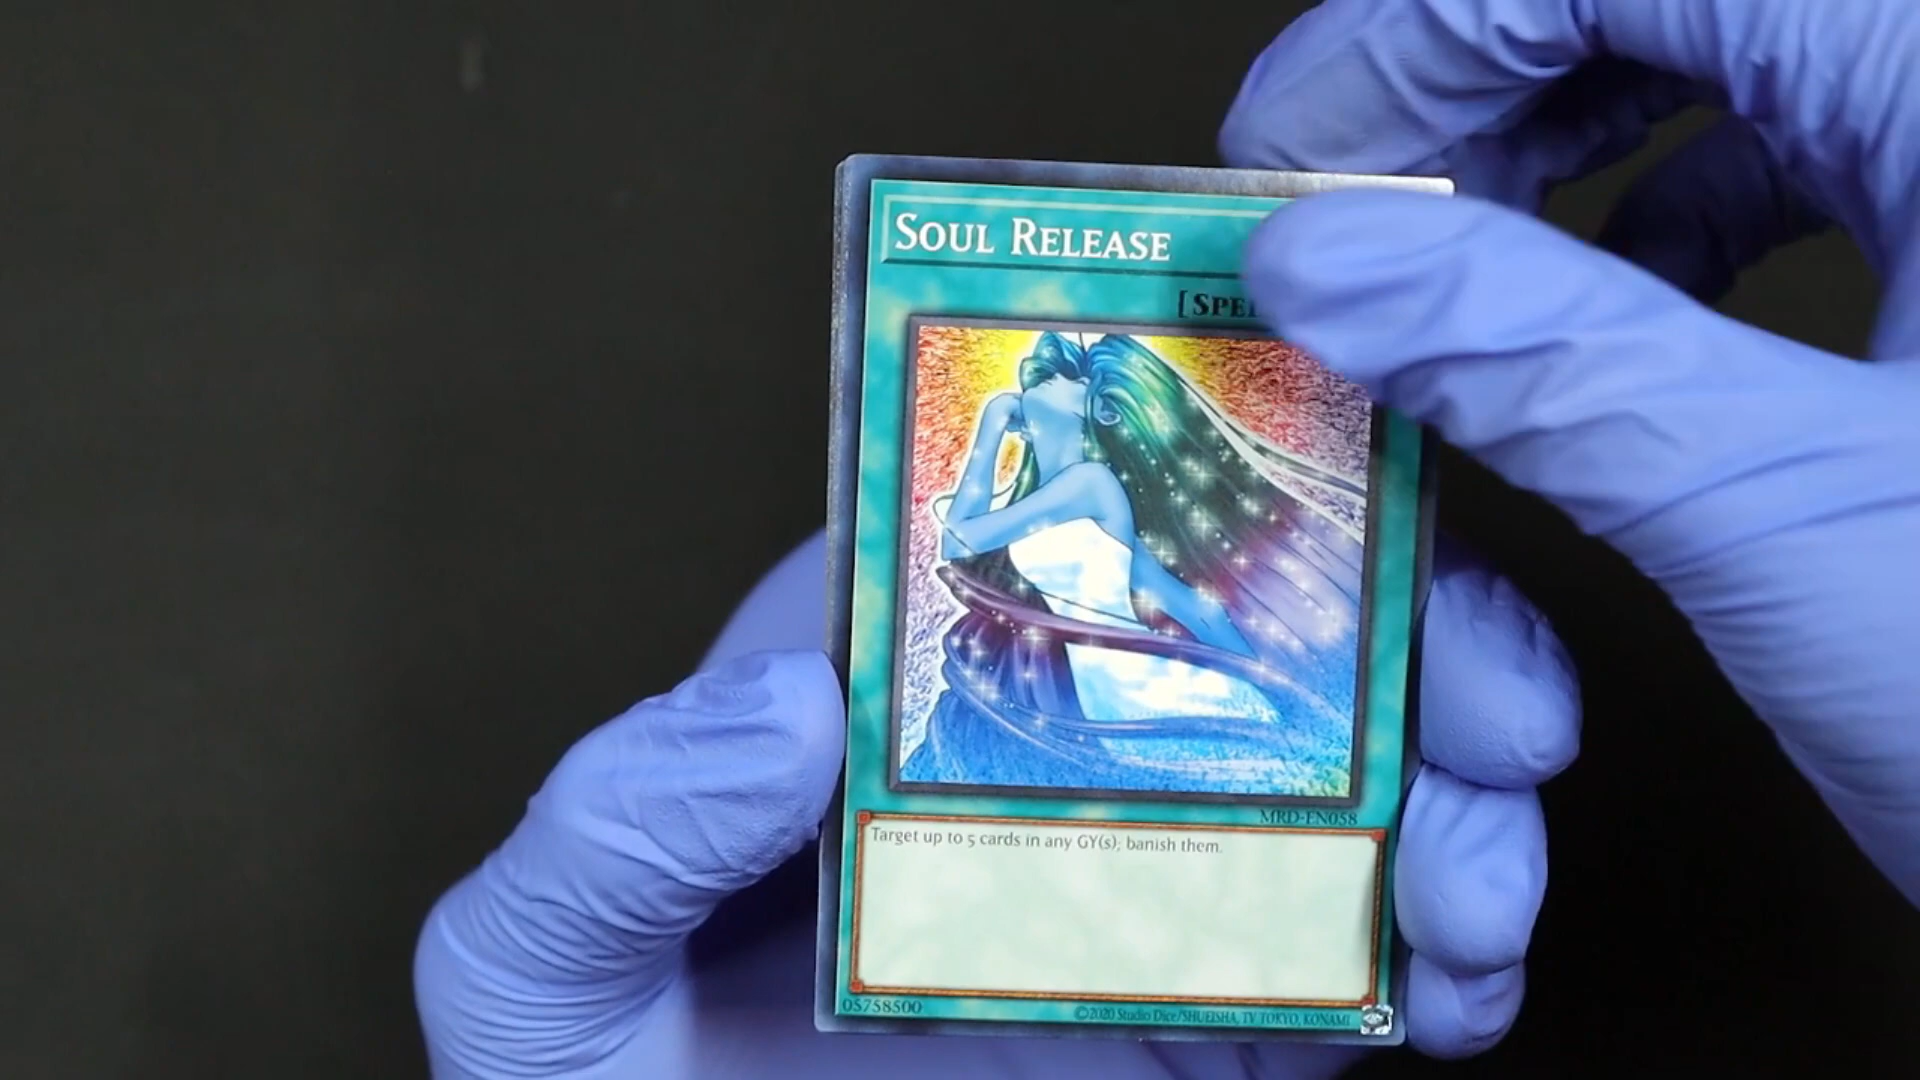 SOUL RELEASE
[SPE
MRD-EN058
Target up to 5 cards in any GY(s); banish them.
05758500
©2020 Studio Dice/SHUEISHA, TV TOKYO, KONAMI